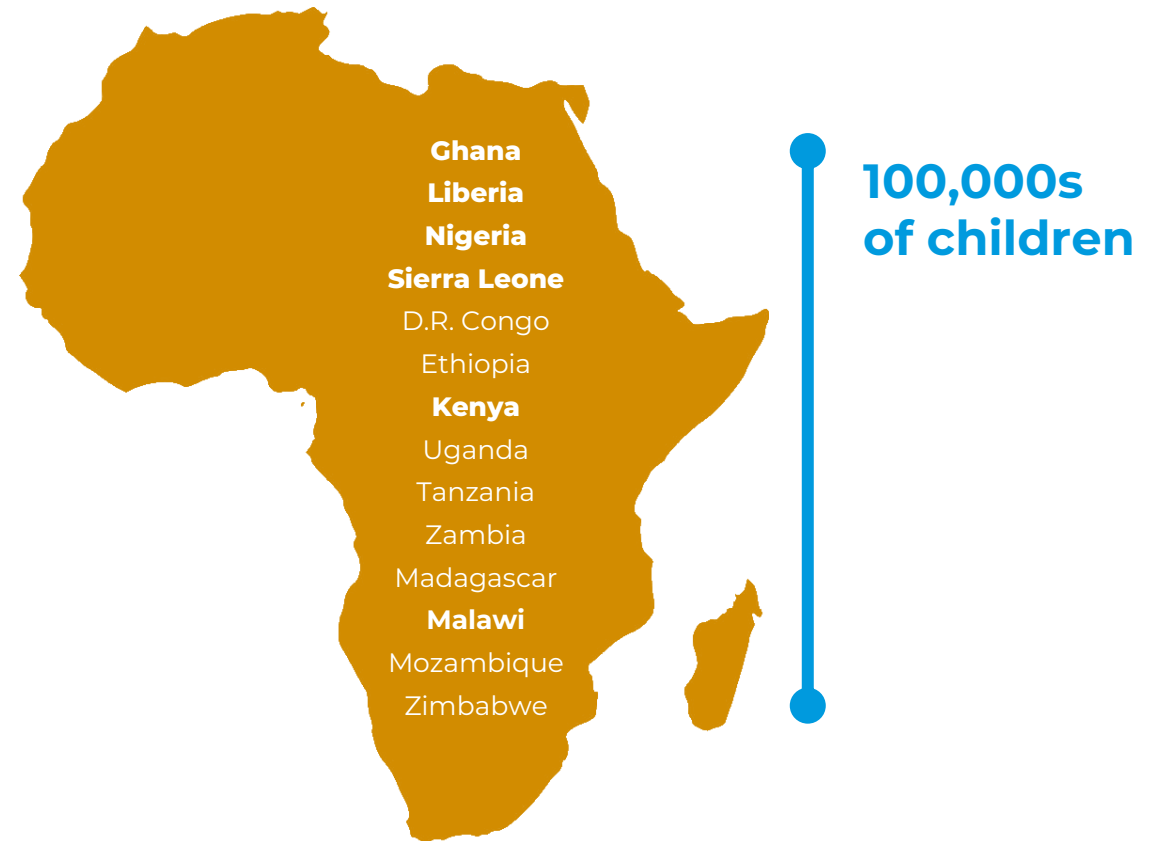 Ghana
Liberia
Nigeria
Sierra Leone
D.R. Congo
Ethiopia
Kenya
Uganda
Tanzania
Zambia
Madagascar
Malawi
Mozambique
Zimbabwe
100,000s
of children